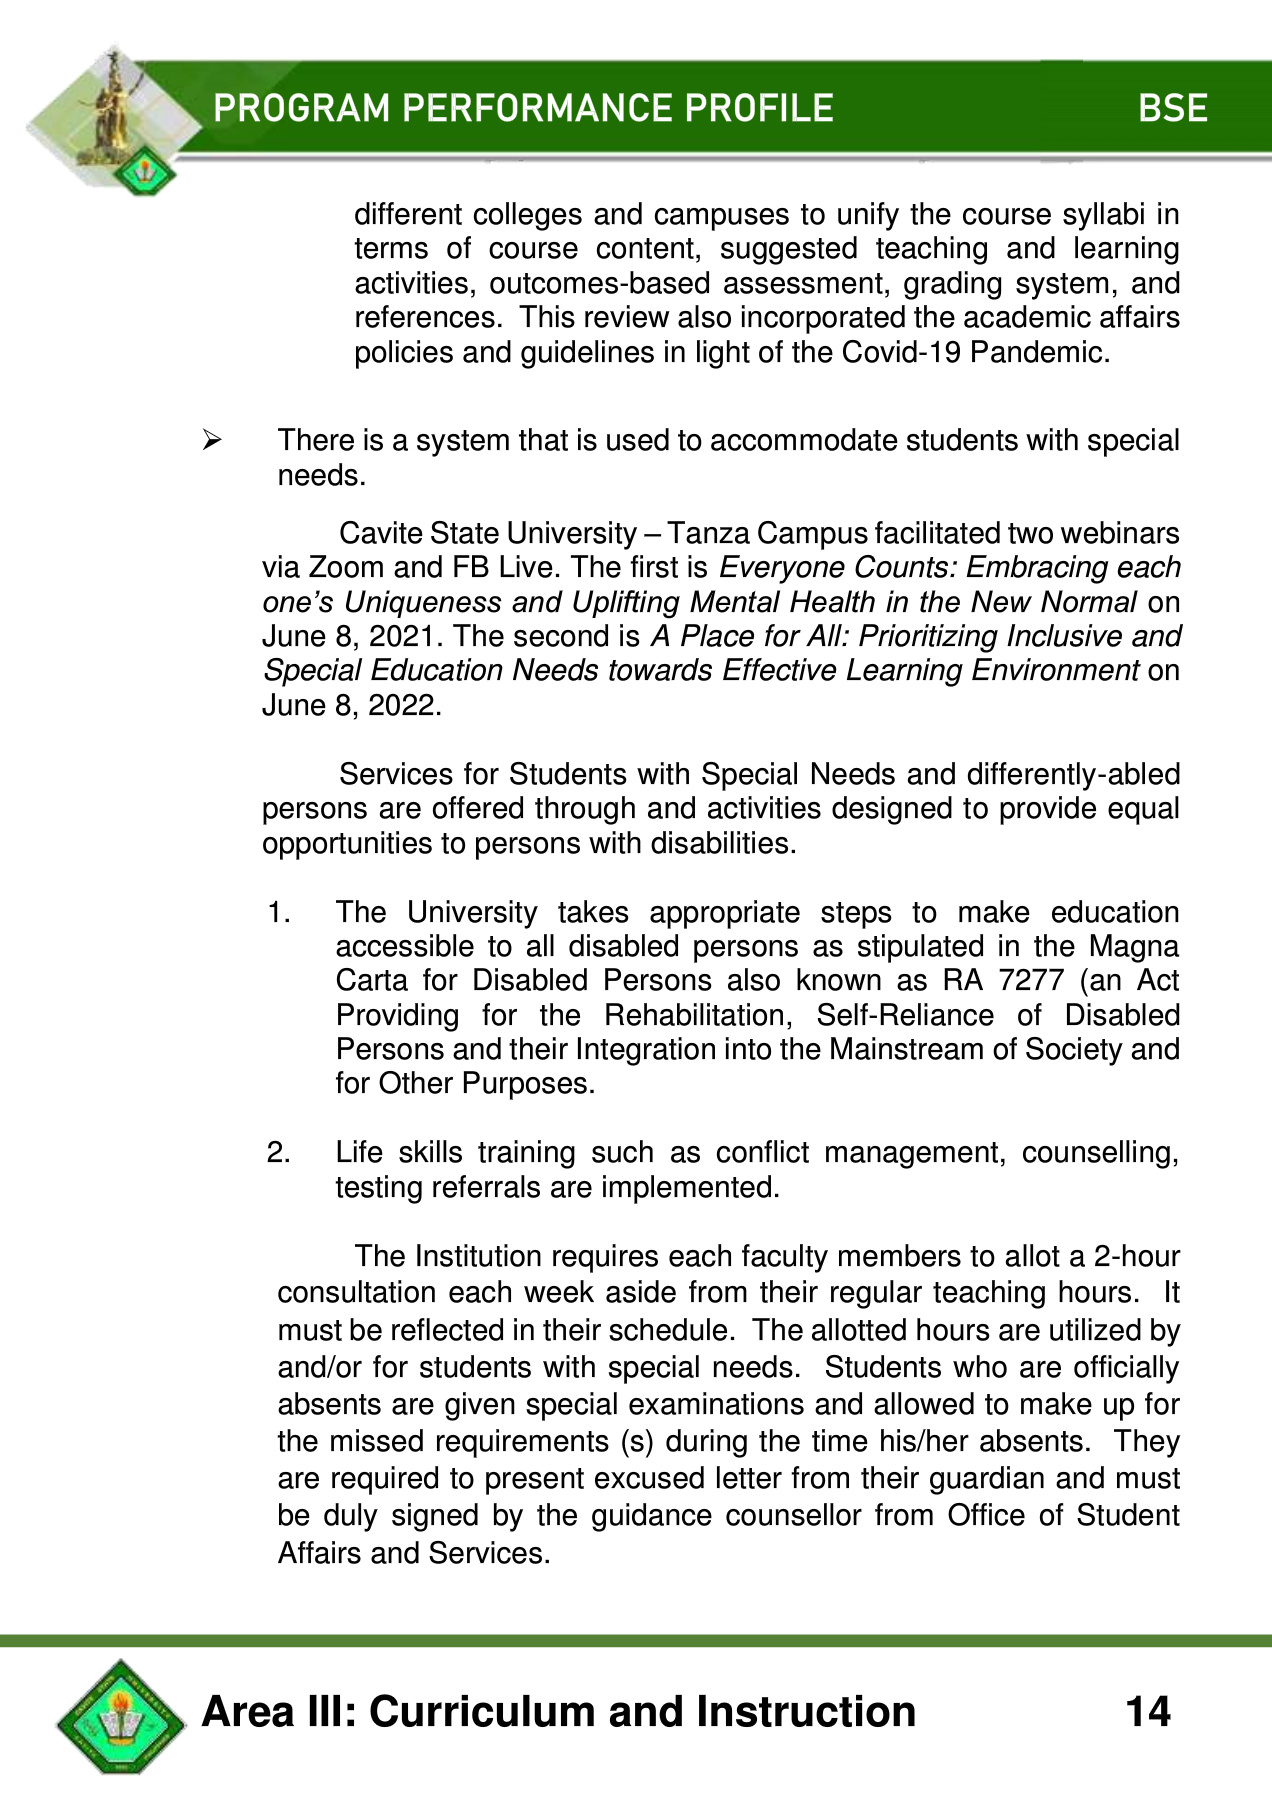 PROGRAM PERFORMANCE PROFILE BSE
different colleges and campuses to unify the course syllabi in
terms of course content, suggested teaching and learning
activities, outcomes-based assessment, grading system, and
references. This review also incorporated the academic affairs
policies and guidelines in light of the Covid-19 Pandemic.
➢ There is a system that is used to accommodate students with special
needs.
Cavite State University – Tanza Campus facilitated two webinars
via Zoom and FB Live. The first is Everyone Counts: Embracing each
one’s Uniqueness and Uplifting Mental Health in the New Normal on
June 8, 2021. The second is A Place for All: Prioritizing Inclusive and
Special Education Needs towards Effective Learning Environment on
June 8, 2022.
Services for Students with Special Needs and differently-abled
persons are offered through and activities designed to provide equal
opportunities to persons with disabilities.
1. The University takes appropriate steps to make education
accessible to all disabled persons as stipulated in the Magna
Carta for Disabled Persons also known as RA 7277 (an Act
Providing for the Rehabilitation, Self-Reliance of Disabled
Persons and their Integration into the Mainstream of Society and
for Other Purposes.
2. Life skills training such as conflict management, counselling,
testing referrals are implemented.
The Institution requires each faculty members to allot a 2-hour
consultation each week aside from their regular teaching hours. It
must be reflected in their schedule. The allotted hours are utilized by
and/or for students with special needs. Students who are officially
absents are given special examinations and allowed to make up for
the missed requirements (s) during the time his/her absents. They
are required to present excused letter from their guardian and must
be duly signed by the guidance counsellor from Office of Student
Affairs and Services.
Area III: Curriculum and Instruction 14